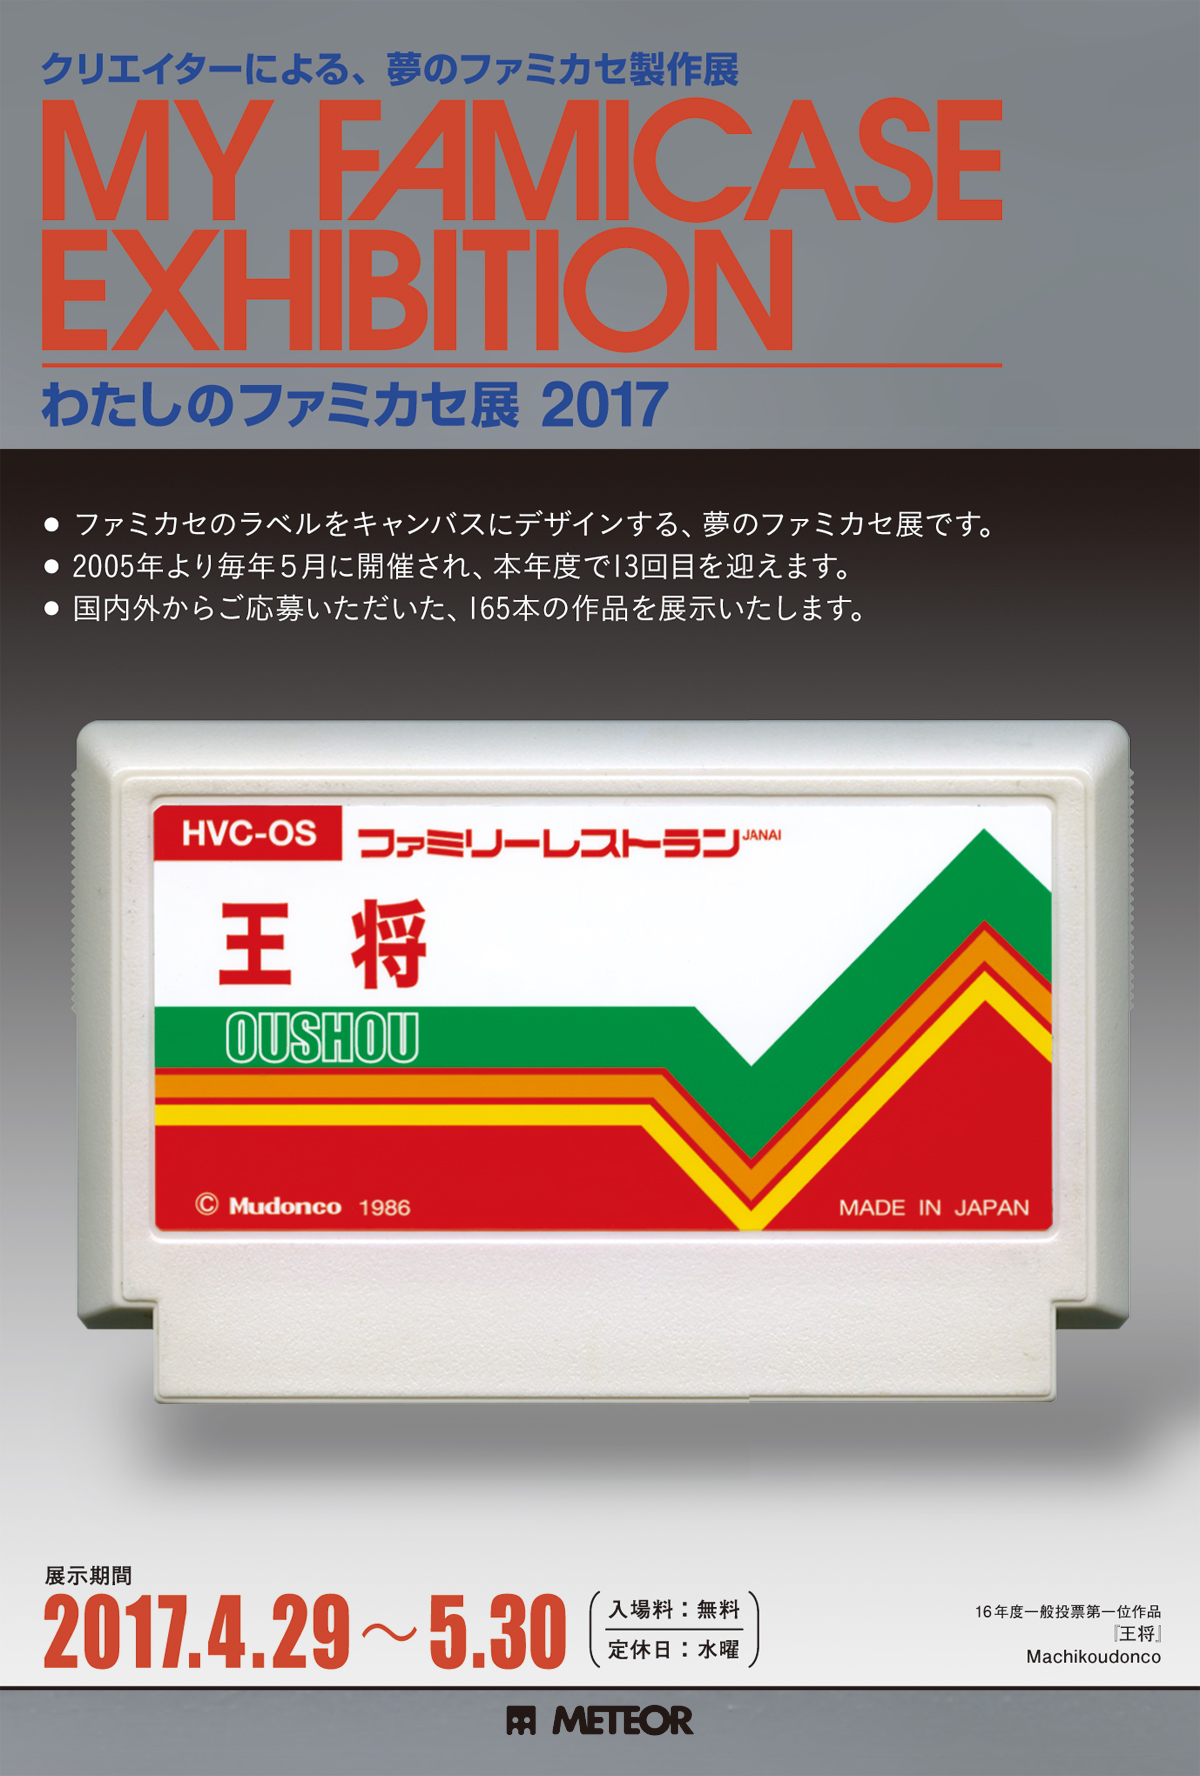 クリエイターによる、夢のファミカセ製作展
MY FAMICASE
EXHIBITION
わたしのファミカセ展 2017
● ファミカセのラベルをキャンバスにデザインする、夢のファミカセ展です。
● 2005年より毎年５月に開催され、本年度で13回目を迎えます。
● 国内外からご応募いただいた、165本の作品を展示いたします。
HVC-OS
ファミリーレストラン JANAI
王将
OUSHOU
© Mudonco 1986
MADE IN JAPAN
展示期間
2017.4.29〜5.30
入場料：無料
定休日：水曜
16年度一般投票第一位作品
『王将』
Machikoudonco
METEOR